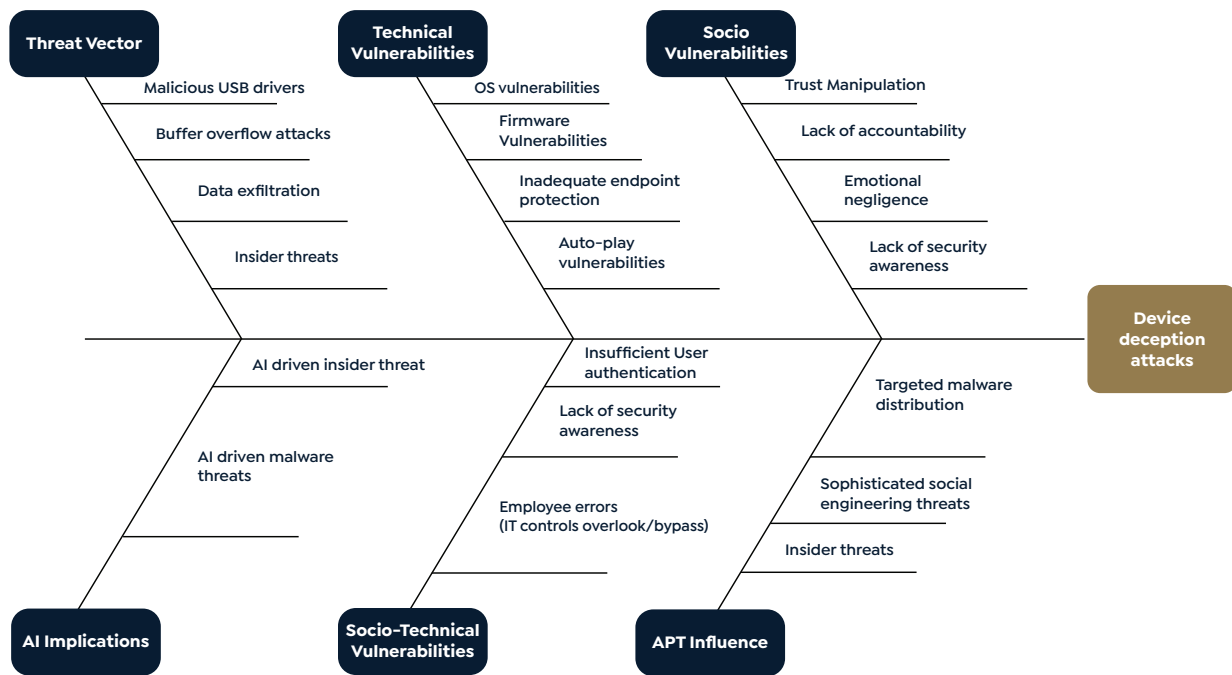 Threat Vector
Technical
Vulnerabilities
Socio
Vulnerabilities
Malicious USB drivers
Buffer overflow attacks
Data exfiltration
Insider threats
OS vulnerabilities
Firmware
Vulnerabilities
Inadequate endpoint
protection
Auto-play
vulnerabilities
Trust Manipulation
Lack of accountability
Emotional
negligence
Lack of security
awareness
Device
deception
attacks
AI driven insider threat
AI driven malware
threats
Insufficient User
authentication
Lack of security
awareness
Employee errors
(IT controls overlook/bypass)
Targeted malware
distribution
Sophisticated social
engineering threats
Insider threats
AI Implications
Socio-Technical
Vulnerabilities
APT Influence